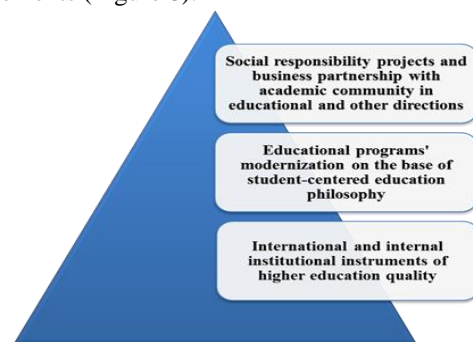 Social responsibility projects and
business partnership with
academic community in
educational and other directions
Educational programs'
modernization on the base of
student-centered education
philosophy
International and internal
institutional instruments of
higher education quality